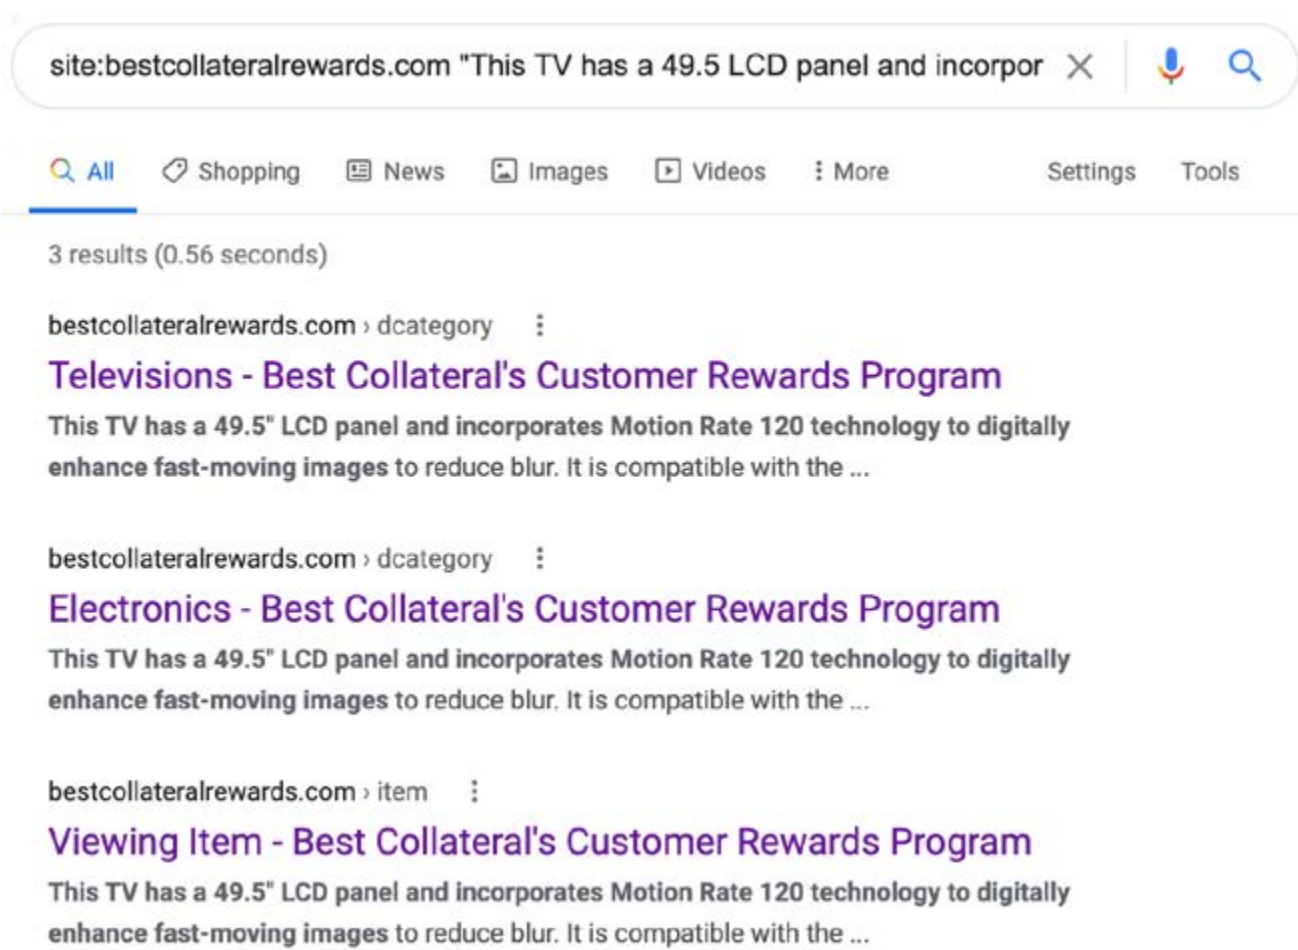 site:bestcollateralrewards.com "This TV has a 49.5 LCD panel and incorpor
All Shopping News Images Videos More Settings Tools
3 results (0.56 seconds)
bestcollateralrewards.com › dcategory
Televisions - Best Collateral's Customer Rewards Program
This TV has a 49.5" LCD panel and incorporates Motion Rate 120 technology to digitally
enhance fast-moving images to reduce blur. It is compatible with the ...
bestcollateralrewards.com › dcategory
Electronics - Best Collateral's Customer Rewards Program
This TV has a 49.5" LCD panel and incorporates Motion Rate 120 technology to digitally
enhance fast-moving images to reduce blur. It is compatible with the ...
bestcollateralrewards.com › item
Viewing Item - Best Collateral's Customer Rewards Program
This TV has a 49.5" LCD panel and incorporates Motion Rate 120 technology to digitally
enhance fast-moving images to reduce blur. It is compatible with the ...